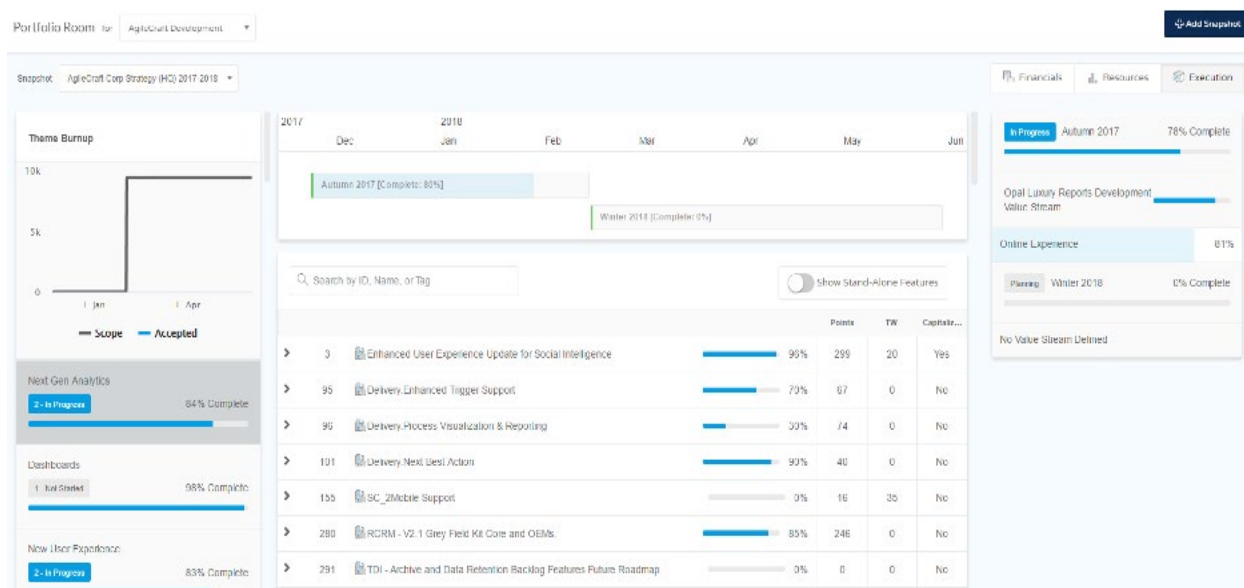 Portfolio Room for AgileCraft Development
Add Snapshot
Snapshot AgileCraft Corp Strategy (HQ) 2017-2018
Financials Resources Execution
Theme Burnup
10k
5k
0
Jan Apr
Scope Accepted
Next Gen Analytics
2 - In Progress 84% Complete
Dashboards
1 Not Started 98% Complete
New User Experience
2 - In Progress 83% Complete
2017 2018
Dec Jan Feb Mar Apr May Jun
Autumn 2017 [Complete: 80%]
Winter 2018 [Complete: 0%]
Search by ID, Name, or Tag
Show Stand-Alone Features
Points TW Capitaliz...
3 Enhanced User Experience Update for Social Intelligence 96% 299 20 Yes
95 Delivery.Enhanced Trigger Support 70% 67 0 No
96 Delivery.Process Visualization & Reporting 30% 74 0 No
101 Delivery.Next Best Action 90% 40 0 No
155 SC_2Mobile Support 0% 16 35 No
280 RCRM - V2.1 Grey Field Kit Core and OEMs. 85% 246 0 No
291 TDI - Archive and Data Retention Backlog Features Future Roadmap 0% 0 0 No
In Progress Autumn 2017 78% Complete
Opal Luxury Reports Development
Value Stream
Online Experience 81%
Planning Winter 2018 0% Complete
No Value Stream Defined